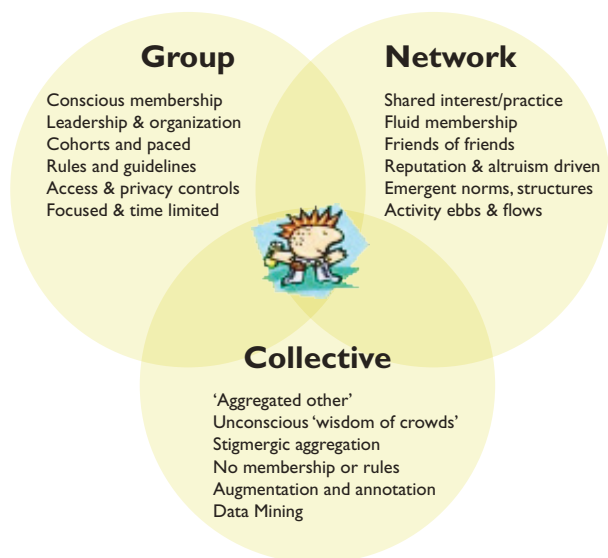 Group
Conscious membership
Leadership & organization
Cohorts and paced
Rules and guidelines
Access & privacy controls
Focused & time limited
Network
Shared interest/practice
Fluid membership
Friends of friends
Reputation & altruism driven
Emergent norms, structures
Activity ebbs & flows
Collective
‘Aggregated other’
Unconscious ‘wisdom of crowds’
Stigmergic aggregation
No membership or rules
Augmentation and annotation
Data Mining